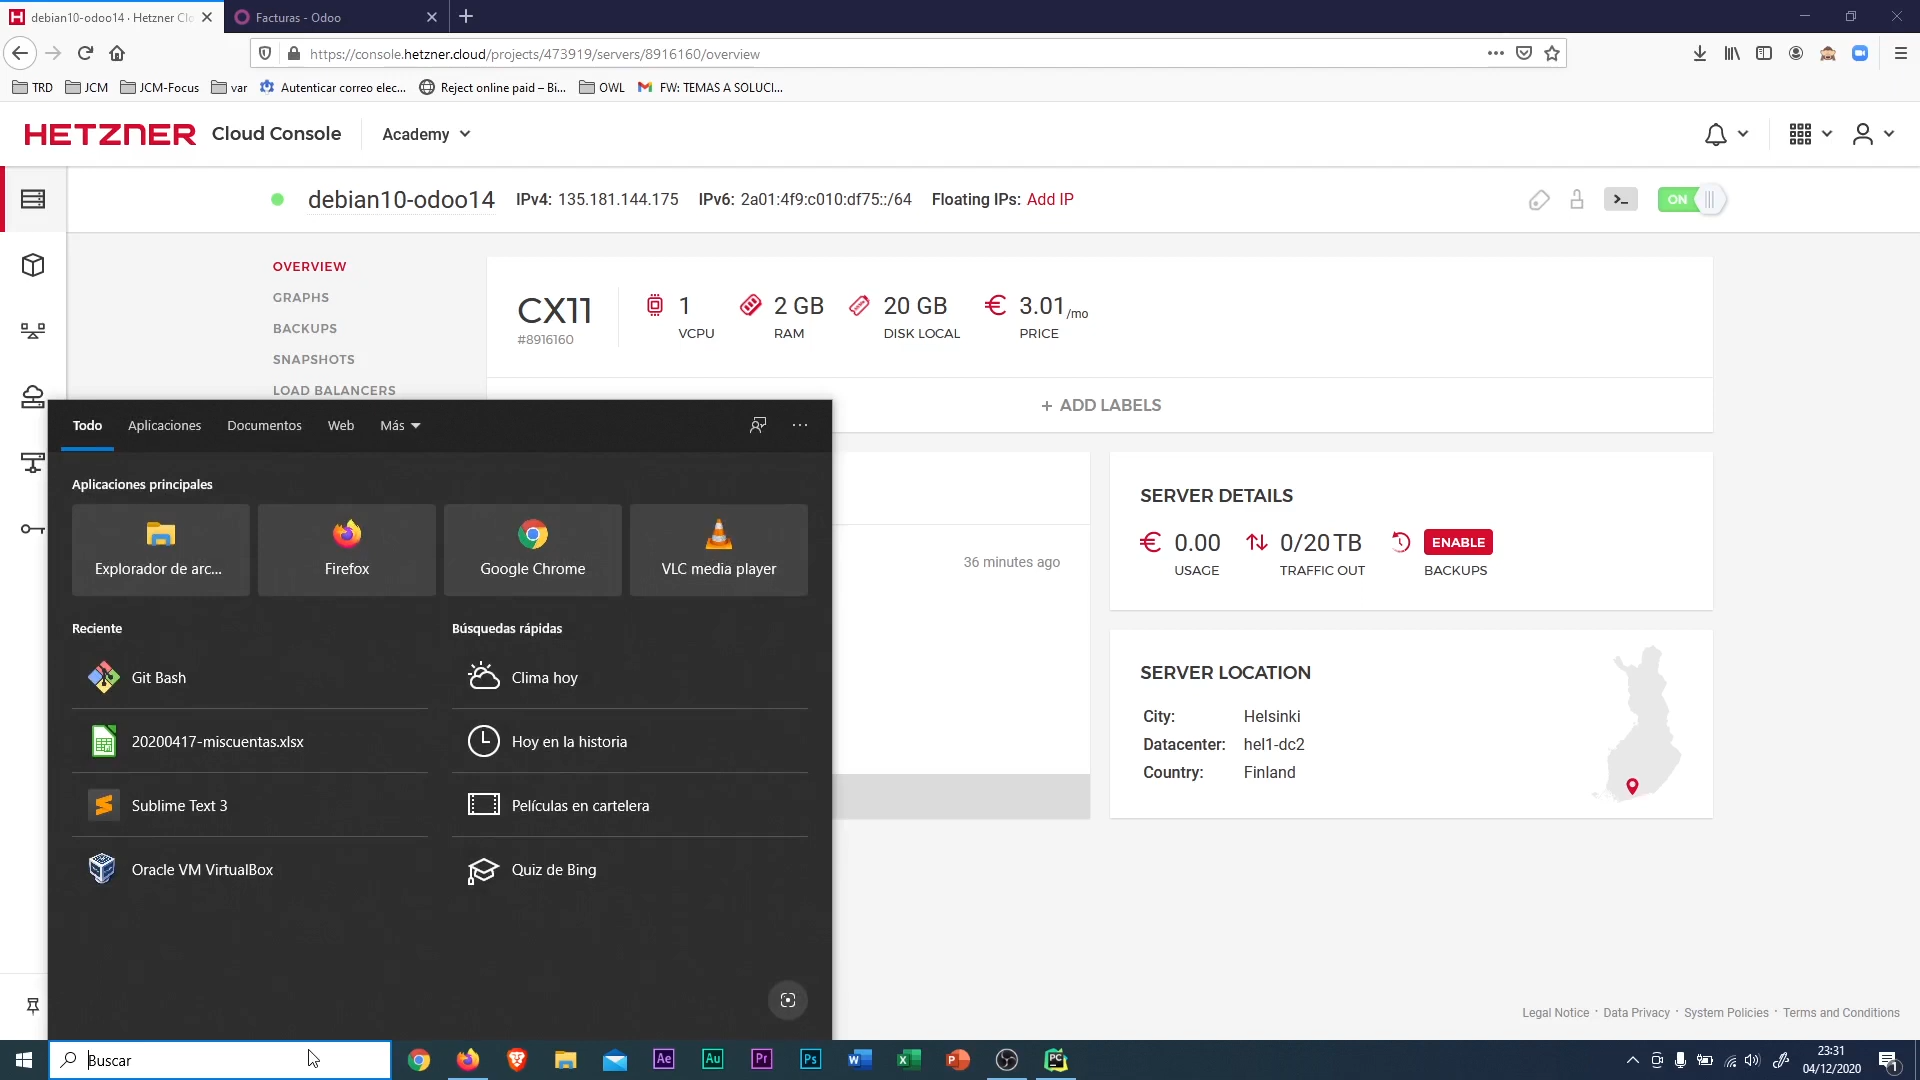 debian10-odoo14 · Hetzner Clo
Facturas - Odoo
https://console.hetzner.cloud/projects/473919/servers/8916160/overview
TRD
JCM
JCM-Focus
var
Autenticar correo elec...
Reject online paid – Bi...
OWL
FW: TEMAS A SOLUCI...
HETZNER
Cloud Console
Academy
debian10-odoo14
IPv4: 135.181.144.175
IPv6: 2a01:4f9:c010:df75::/64
Floating IPs: Add IP
ON
OVERVIEW
GRAPHS
BACKUPS
SNAPSHOTS
LOAD BALANCERS
CX11
#8916160
1
VCPU
2 GB
RAM
20 GB
DISK LOCAL
3.01/mo
PRICE
+ ADD LABELS
36 minutes ago
SERVER DETAILS
0.00
USAGE
0/20 TB
TRAFFIC OUT
ENABLE
BACKUPS
SERVER LOCATION
City: Helsinki
Datacenter: hel1-dc2
Country: Finland
Legal Notice · Data Privacy · System Policies · Terms and Conditions
Todo
Aplicaciones
Documentos
Web
Más
Aplicaciones principales
Explorador de arc...
Firefox
Google Chrome
VLC media player
Reciente
Git Bash
20200417-miscuentas.xlsx
Sublime Text 3
Oracle VM VirtualBox
Búsquedas rápidas
Clima hoy
Hoy en la historia
Películas en cartelera
Quiz de Bing
Buscar
Ae
Au
Pr
Ps
W
X
P
PC
23:31
04/12/2020
1